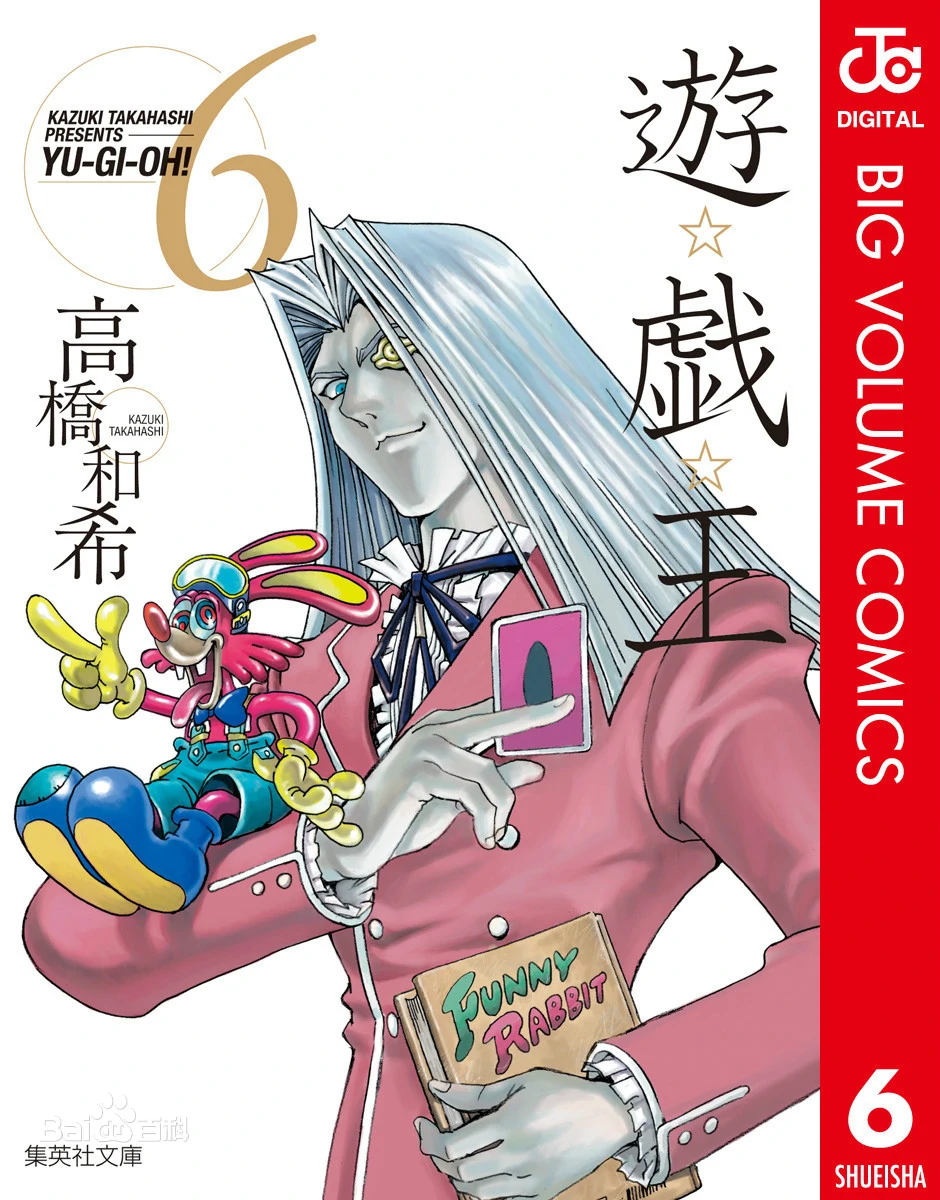 KAZUKI TAKAHASHI
PRESENTS
YU-GI-OH!
6
遊☆戯☆王
高橋和希
KAZUKI
TAKAHASHI
FUNNY
RABBIT
Bai百科
集英社文庫
DIGITAL
BIG VOLUME COMICS
6
SHUEISHA